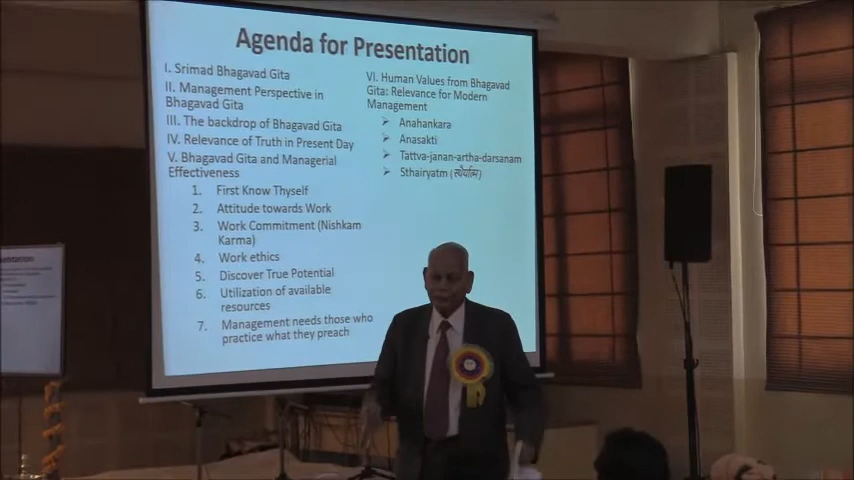 Agenda for Presentation
I. Srimad Bhagavad Gita
II. Management Perspective in
Bhagavad Gita
III. The backdrop of Bhagavad Gita
IV. Relevance of Truth in Present Day
V. Bhagavad Gita and Managerial
Effectiveness
1. First Know Thyself
2. Attitude towards Work
3. Work Commitment (Nishkam
Karma)
4. Work ethics
5. Discover True Potential
6. Utilization of available
resources
7. Management needs those who
practice what they preach
VI. Human Values from Bhagavad
Gita: Relevance for Modern
Management
Anahankara
Anasakti
Tattva-janan-artha-darsanam
Sthairyatm